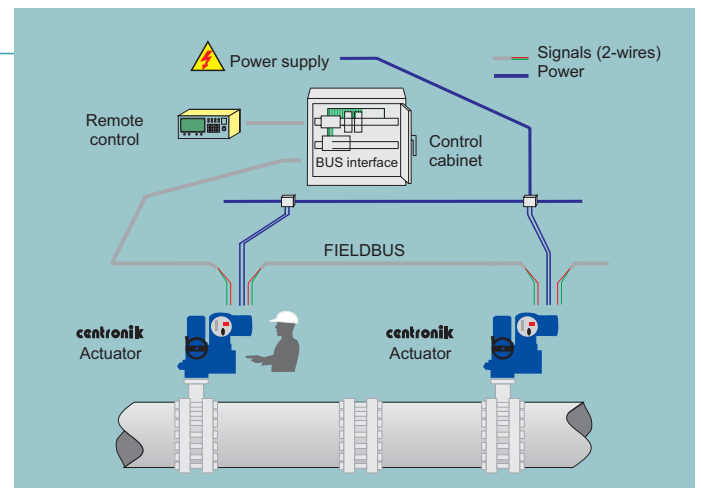 Power supply
Signals (2-wires)
Power
Remote
control
BUS interface
Control
cabinet
FIELDBUS
centronik
Actuator
centronik
Actuator